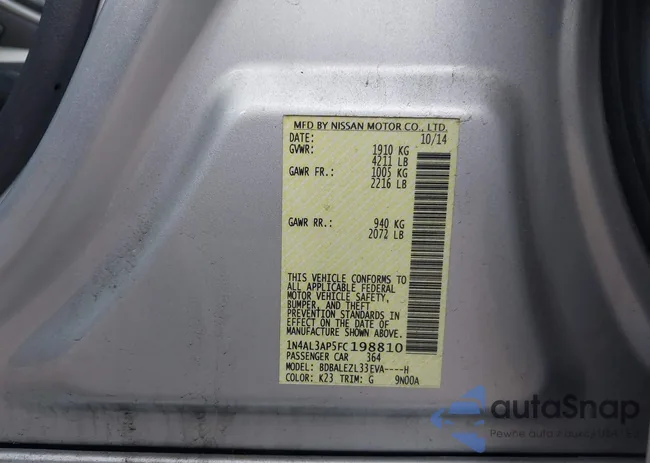 MFD BY NISSAN MOTOR CO., LTD.
DATE: 10/14
GVWR: 1910 KG
4211 LB
GAWR FR.: 1005 KG
2216 LB
GAWR RR.: 940 KG
2072 LB
THIS VEHICLE CONFORMS TO
ALL APPLICABLE FEDERAL
MOTOR VEHICLE SAFETY,
BUMPER, AND THEFT
PREVENTION STANDARDS IN
EFFECT ON THE DATE OF
MANUFACTURE SHOWN ABOVE.
1N4AL3AP5FC198810
PASSENGER CAR 364
MODEL: BDBALEZL33EVA----H
COLOR: K23 TRIM: G 9N00A
autoSnap
Pewne auta z